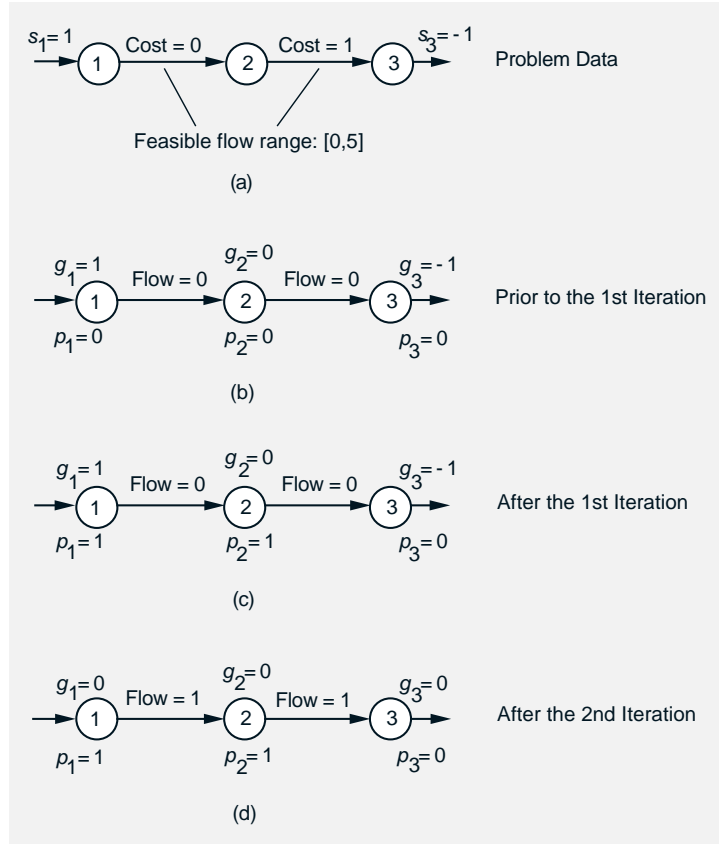 s1= 1 Cost = 0 Cost = 1 s3= - 1
1 2 3 Problem Data
Feasible flow range: [0,5]
(a)
g1= 1 Flow = 0 g2= 0 Flow = 0 g3= - 1
1 2 3 Prior to the 1st Iteration
p1= 0 p2= 0 p3= 0
(b)
g1= 1 Flow = 0 g2= 0 Flow = 0 g3= - 1
1 2 3 After the 1st Iteration
p1= 1 p2= 1 p3= 0
(c)
g1= 0 Flow = 1 g2= 0 Flow = 1 g3= 0
1 2 3 After the 2nd Iteration
p1= 1 p2= 1 p3= 0
(d)